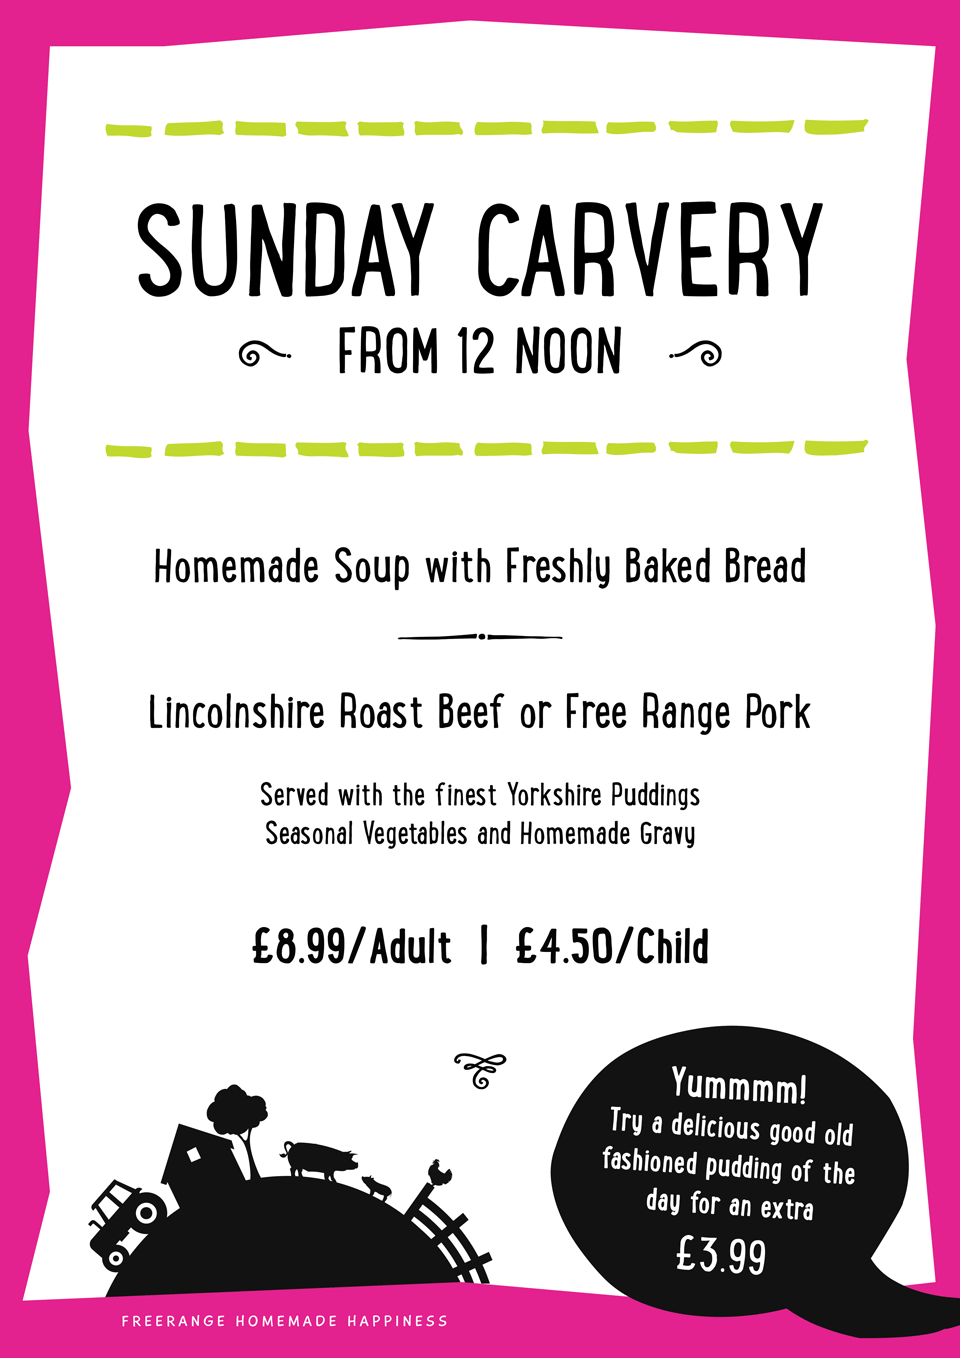 SUNDAY CARVERY
FROM 12 NOON
Homemade Soup with Freshly Baked Bread
Lincolnshire Roast Beef or Free Range Pork
Served with the finest Yorkshire Puddings
Seasonal Vegetables and Homemade Gravy
£8.99/Adult | £4.50/Child
Yummmm!
Try a delicious good old
fashioned pudding of the
day for an extra
£3.99
FREERANGE HOMEMADE HAPPINESS